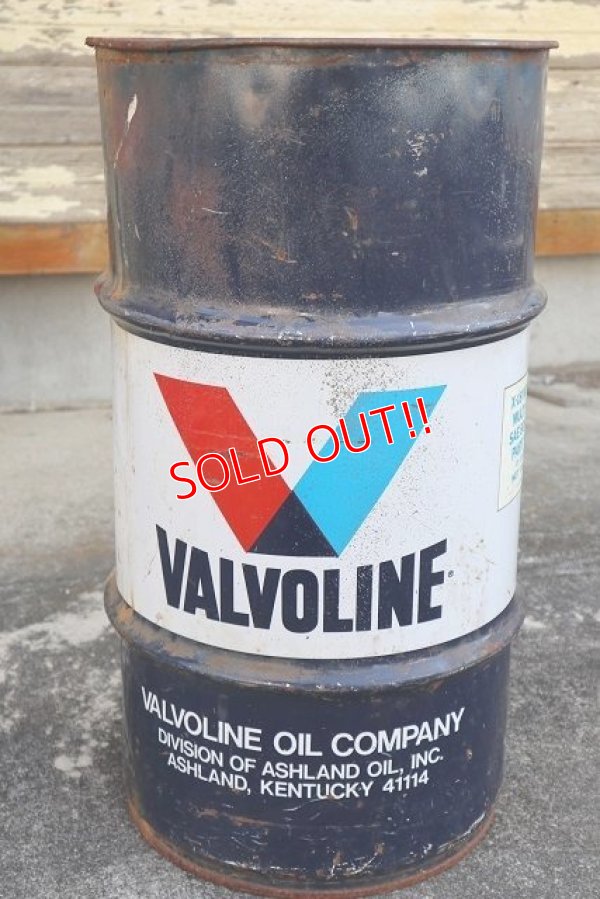 SOLD OUT!!
VALVOLINE®
VALVOLINE OIL COMPANY
DIVISION OF ASHLAND OIL, INC.
ASHLAND, KENTUCKY 41114